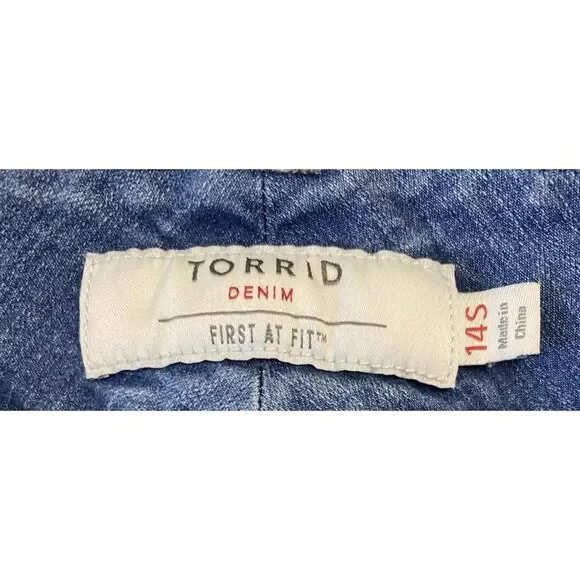 TORRID
DENIM
FIRST AT FIT™
14S
Made in
China